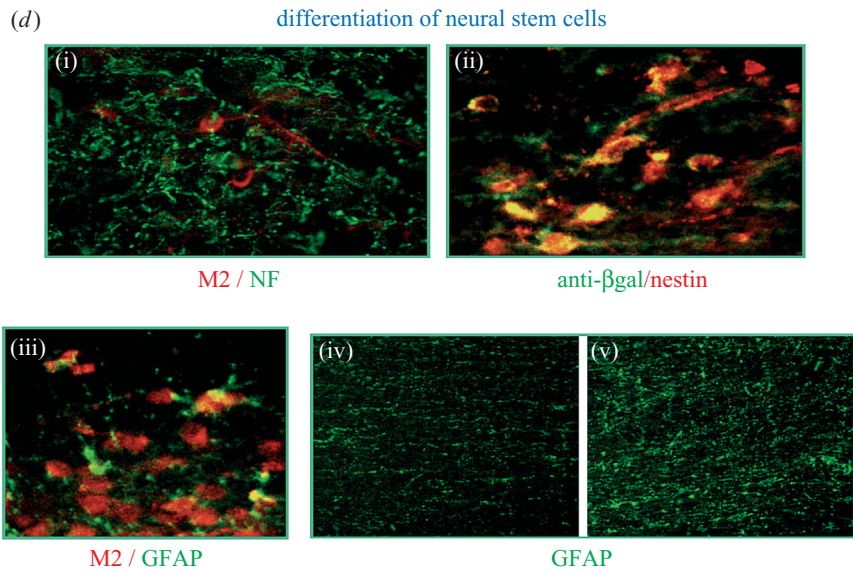 (d) differentiation of neural stem cells
(i) (ii)
M2 / NF anti-βgal/nestin
(iii) (iv) (v)
M2 / GFAP GFAP